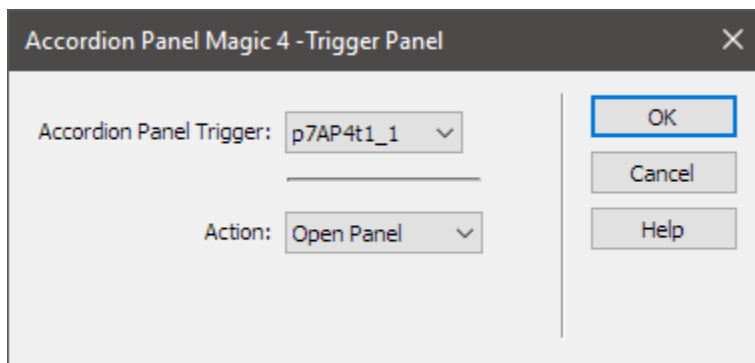 Accordion Panel Magic 4 -Trigger Panel
Accordion Panel Trigger: p7AP4t1_1
Action: Open Panel
OK
Cancel
Help